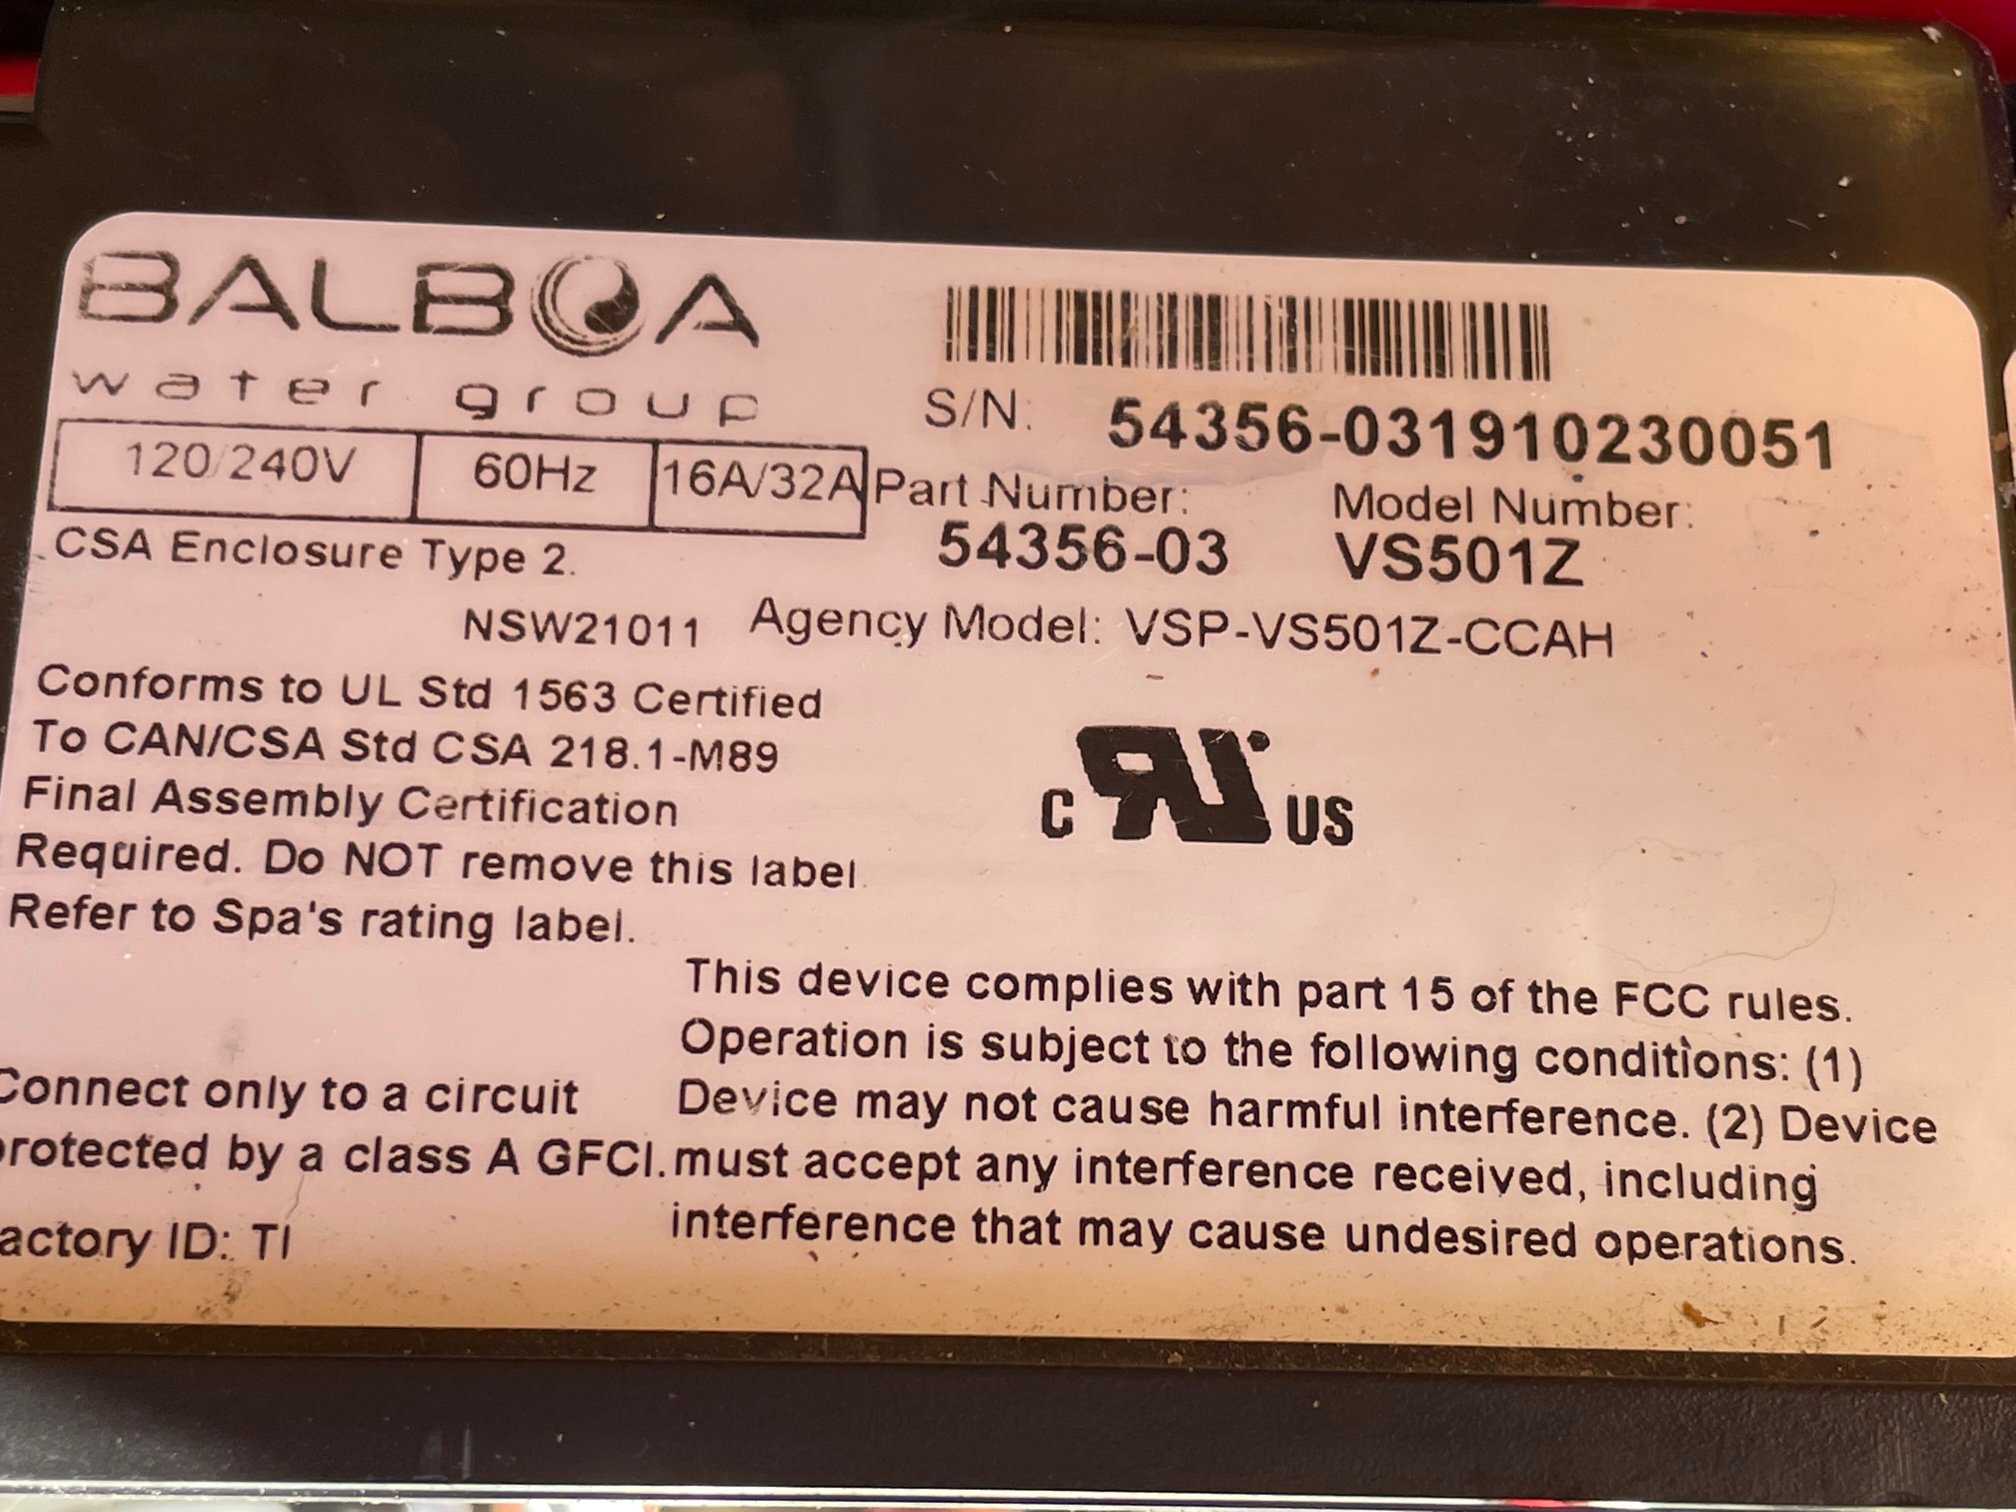 BALBOA
water group
S/N: 54356-031910230051
120/240V 60Hz 16A/32A
Part Number: Model Number:
54356-03 VS501Z
CSA Enclosure Type 2.
NSW21011 Agency Model: VSP-VS501Z-CCAH
Conforms to UL Std 1563 Certified
To CAN/CSA Std CSA 218.1-M89
Final Assembly Certification
Required. Do NOT remove this label.
Refer to Spa's rating label.
C RU US
Connect only to a circuit
protected by a class A GFCI.
actory ID: TI
This device complies with part 15 of the FCC rules.
Operation is subject to the following conditions: (1)
Device may not cause harmful interference. (2) Device
must accept any interference received, including
interference that may cause undesired operations.